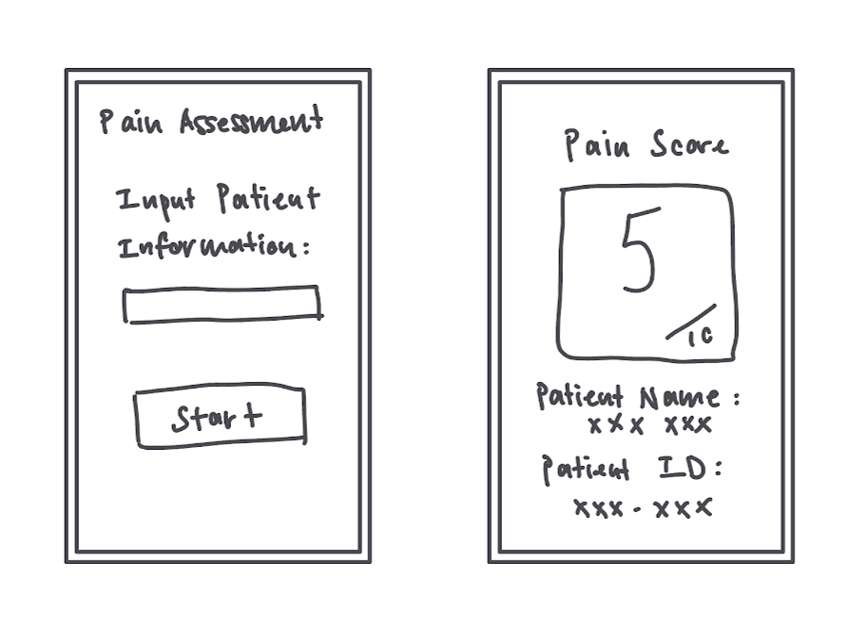 Pain Assessment
Input Patient
Information:
Start
Pain Score
5
/10
Patient Name:
xxx xxx
Patient ID:
xxx-xxx